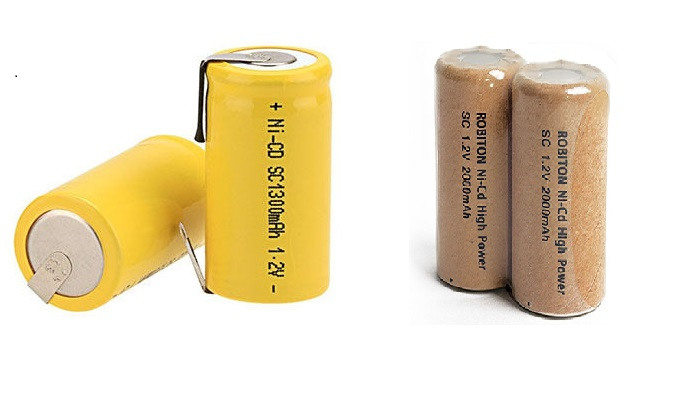 + Ni-CD SC1300mAh 1.2V -
ROBITON Ni-Cd High Power
SC 1.2V 2000mAh
ROBITON Ni-Cd High Power
SC 1.2V 2000mAh